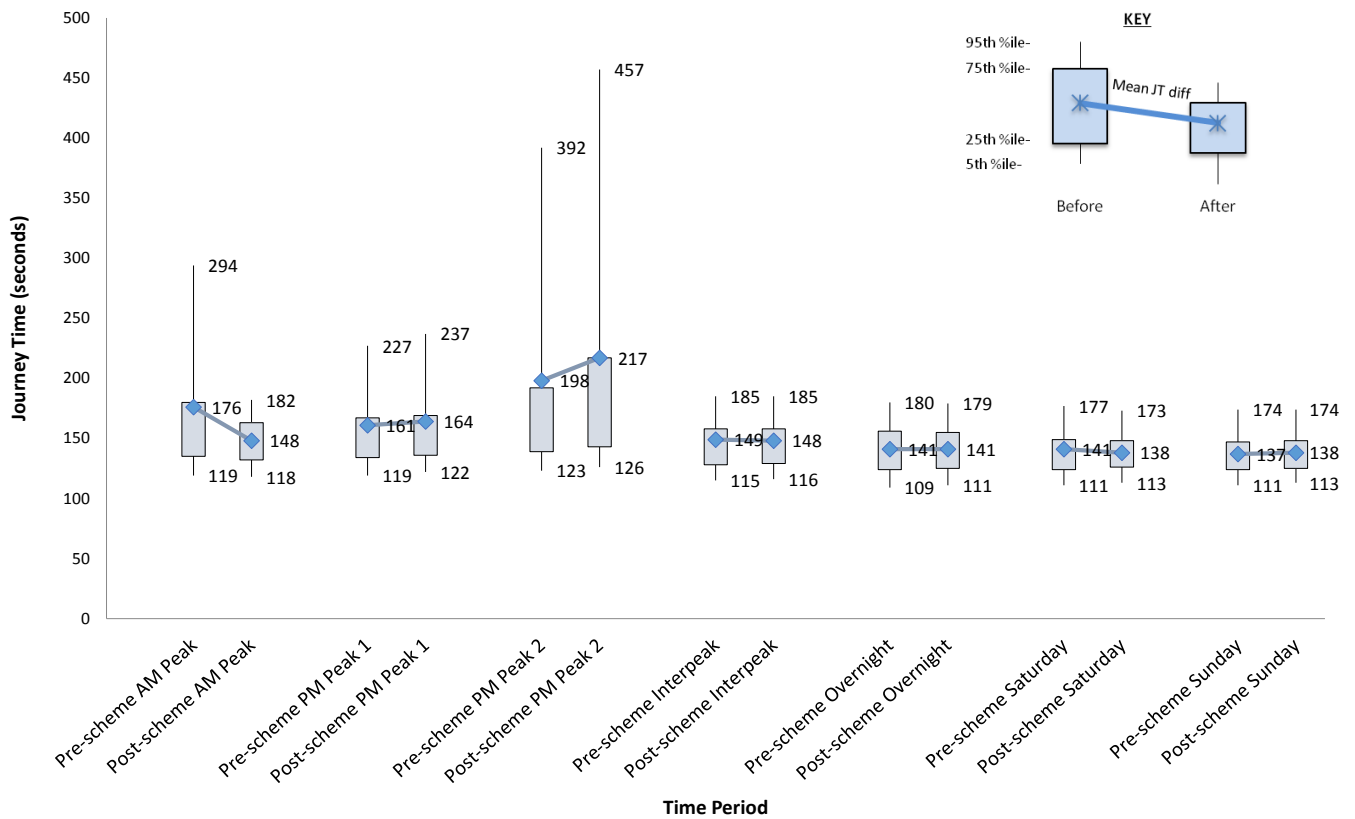 500
450
400
350
300
250
200
150
100
50
0
Journey Time (seconds)
KEY
95th %ile-
75th %ile-
25th %ile-
5th %ile-
Mean JT diff
Before
After
294
176
119
182
148
118
227
161
119
237
164
122
392
198
123
457
217
126
185
149
115
185
148
116
180
141
109
179
141
111
177
141
111
173
138
113
174
137
111
174
138
113
Pre-scheme AM Peak
Post-scheme AM Peak
Pre-scheme PM Peak 1
Post-scheme PM Peak 1
Pre-scheme PM Peak 2
Post-scheme PM Peak 2
Pre-scheme Interpeak
Post-scheme Interpeak
Pre-scheme Overnight
Post-scheme Overnight
Pre-scheme Saturday
Post-scheme Saturday
Pre-scheme Sunday
Post-scheme Sunday
Time Period